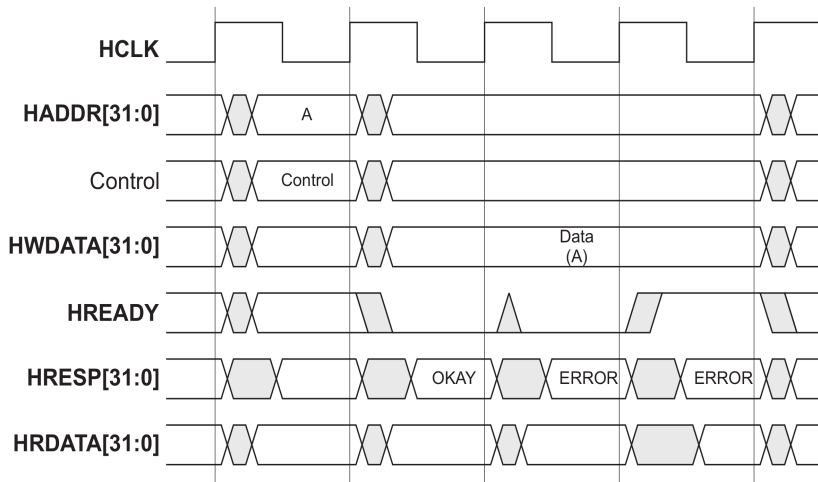 HCLK
HADDR[31:0]
A
Control
Control
HWDATA[31:0]
Data
(A)
HREADY
HRESP[31:0]
OKAY
ERROR
ERROR
HRDATA[31:0]